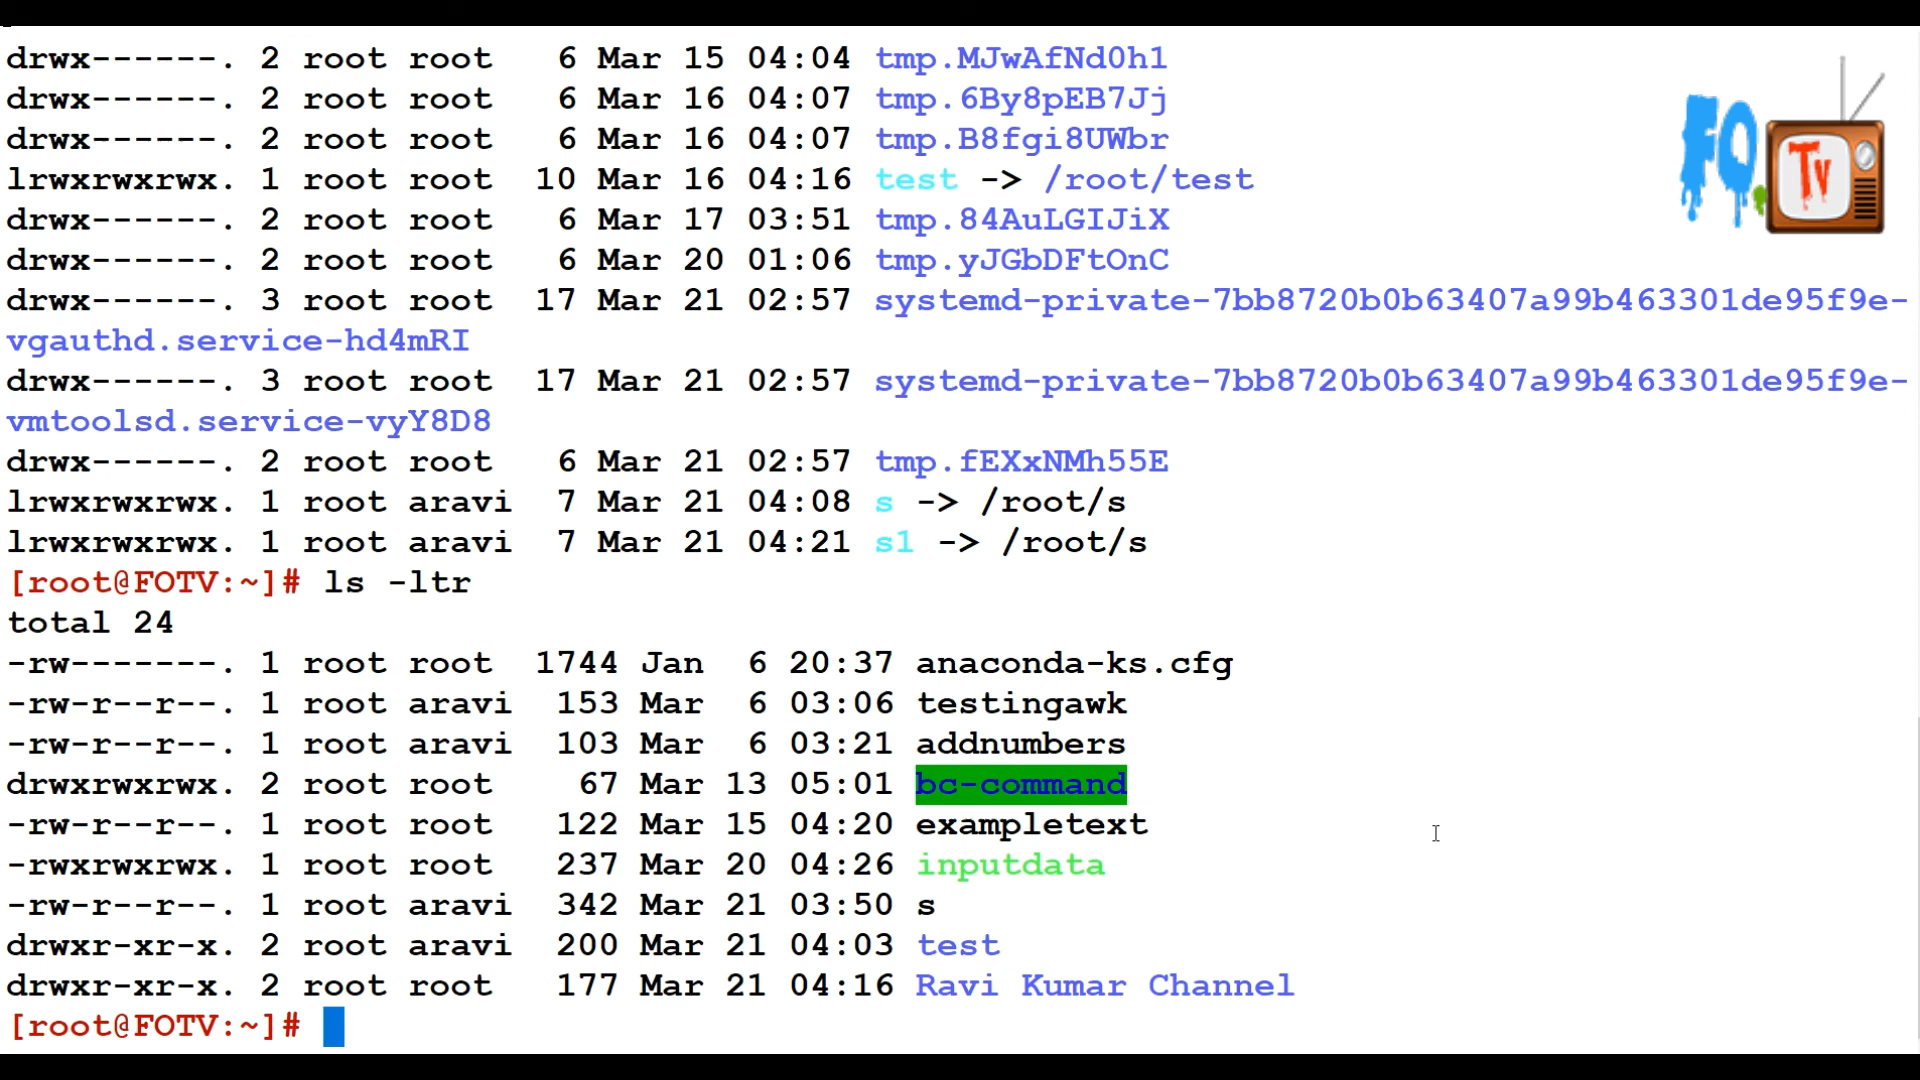 drwx------. 2 root root   6 Mar 15 04:04 tmp.MJwAfNd0h1
drwx------. 2 root root   6 Mar 16 04:07 tmp.6By8pEB7Jj
drwx------. 2 root root   6 Mar 16 04:07 tmp.B8fgi8UWbr
lrwxrwxrwx. 1 root root  10 Mar 16 04:16 test -> /root/test
drwx------. 2 root root   6 Mar 17 03:51 tmp.84AuLGIJiX
drwx------. 2 root root   6 Mar 20 01:06 tmp.yJGbDFtOnC
drwx------. 3 root root  17 Mar 21 02:57 systemd-private-7bb8720b0b63407a99b463301de95f9e-
vgauthd.service-hd4mRI
drwx------. 3 root root  17 Mar 21 02:57 systemd-private-7bb8720b0b63407a99b463301de95f9e-
vmtoolsd.service-vyY8D8
drwx------. 2 root root   6 Mar 21 02:57 tmp.fEXxNMh55E
lrwxrwxrwx. 1 root aravi  7 Mar 21 04:08 s -> /root/s
lrwxrwxrwx. 1 root aravi  7 Mar 21 04:21 s1 -> /root/s
[root@FOTV:~]# ls -ltr
total 24
-rw-------. 1 root root  1744 Jan  6 20:37 anaconda-ks.cfg
-rw-r--r--. 1 root aravi  153 Mar  6 03:06 testingawk
-rw-r--r--. 1 root aravi  103 Mar  6 03:21 addnumbers
drwxrwxrwx. 2 root root    67 Mar 13 05:01 bc-command
-rw-r--r--. 1 root root   122 Mar 15 04:20 exampletext
-rwxrwxrwx. 1 root root   237 Mar 20 04:26 inputdata
-rw-r--r--. 1 root aravi  342 Mar 21 03:50 s
drwxr-xr-x. 2 root aravi  200 Mar 21 04:03 test
drwxr-xr-x. 2 root root   177 Mar 21 04:16 Ravi Kumar Channel
[root@FOTV:~]#
FO.
Tv